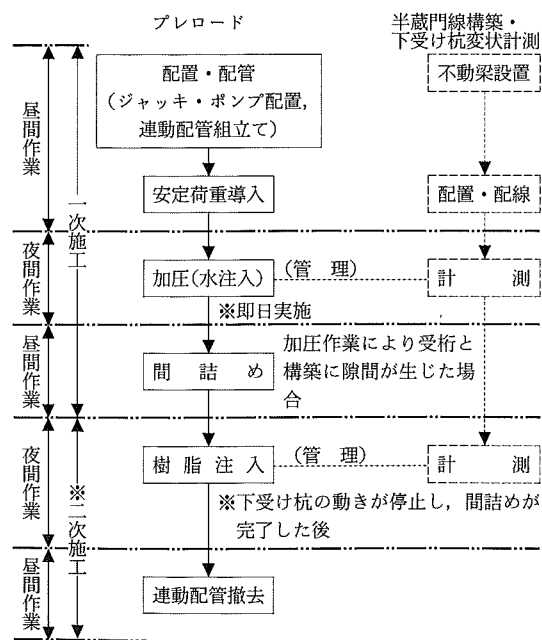 プレロード
半蔵門線構築・
下受け杭変状計測
配置・配管
(ジャッキ・ポンプ配置,
連動配管組立て)
不動梁設置
昼間作業
一次施工
安定荷重導入
配置・配線
夜間作業
加圧(水注入)
(管 理)
計 測
※即日実施
昼間作業
間 詰 め
加圧作業により受桁と
構築に隙間が生じた場
合
夜間作業
※二次施工
樹 脂 注 入
(管 理)
計 測
※下受け杭の動きが停止し,間詰めが
完了した後
昼間作業
連動配管撤去